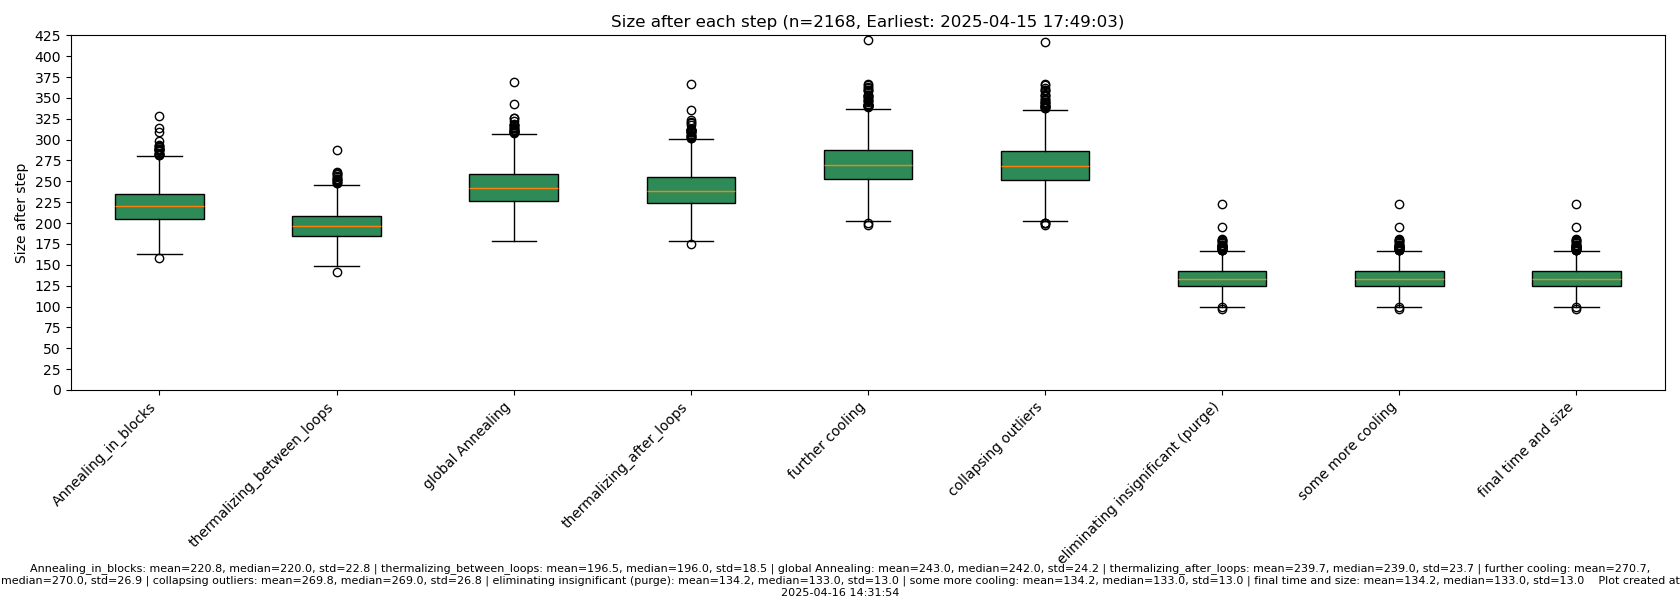 Size after each step (n=2168, Earliest: 2025-04-15 17:49:03)
Size after step
425
400
375
350
325
300
275
250
225
200
175
150
125
100
75
50
25
0
Annealing_in_blocks
thermalizing_between_loops
global Annealing
thermalizing_after_loops
further cooling
collapsing outliers
eliminating insignificant (purge)
some more cooling
final time and size
Annealing_in_blocks: mean=220.8, median=220.0, std=22.8 | thermalizing_between_loops: mean=196.5, median=196.0, std=18.5 | global Annealing: mean=243.0, median=242.0, std=24.2 | thermalizing_after_loops: mean=239.7, median=239.0, std=23.7 | further cooling: mean=270.7,
median=270.0, std=26.9 | collapsing outliers: mean=269.8, median=269.0, std=26.8 | eliminating insignificant (purge): mean=134.2, median=133.0, std=13.0 | some more cooling: mean=134.2, median=133.0, std=13.0 | final time and size: mean=134.2, median=133.0, std=13.0 Plot created at
2025-04-16 14:31:54